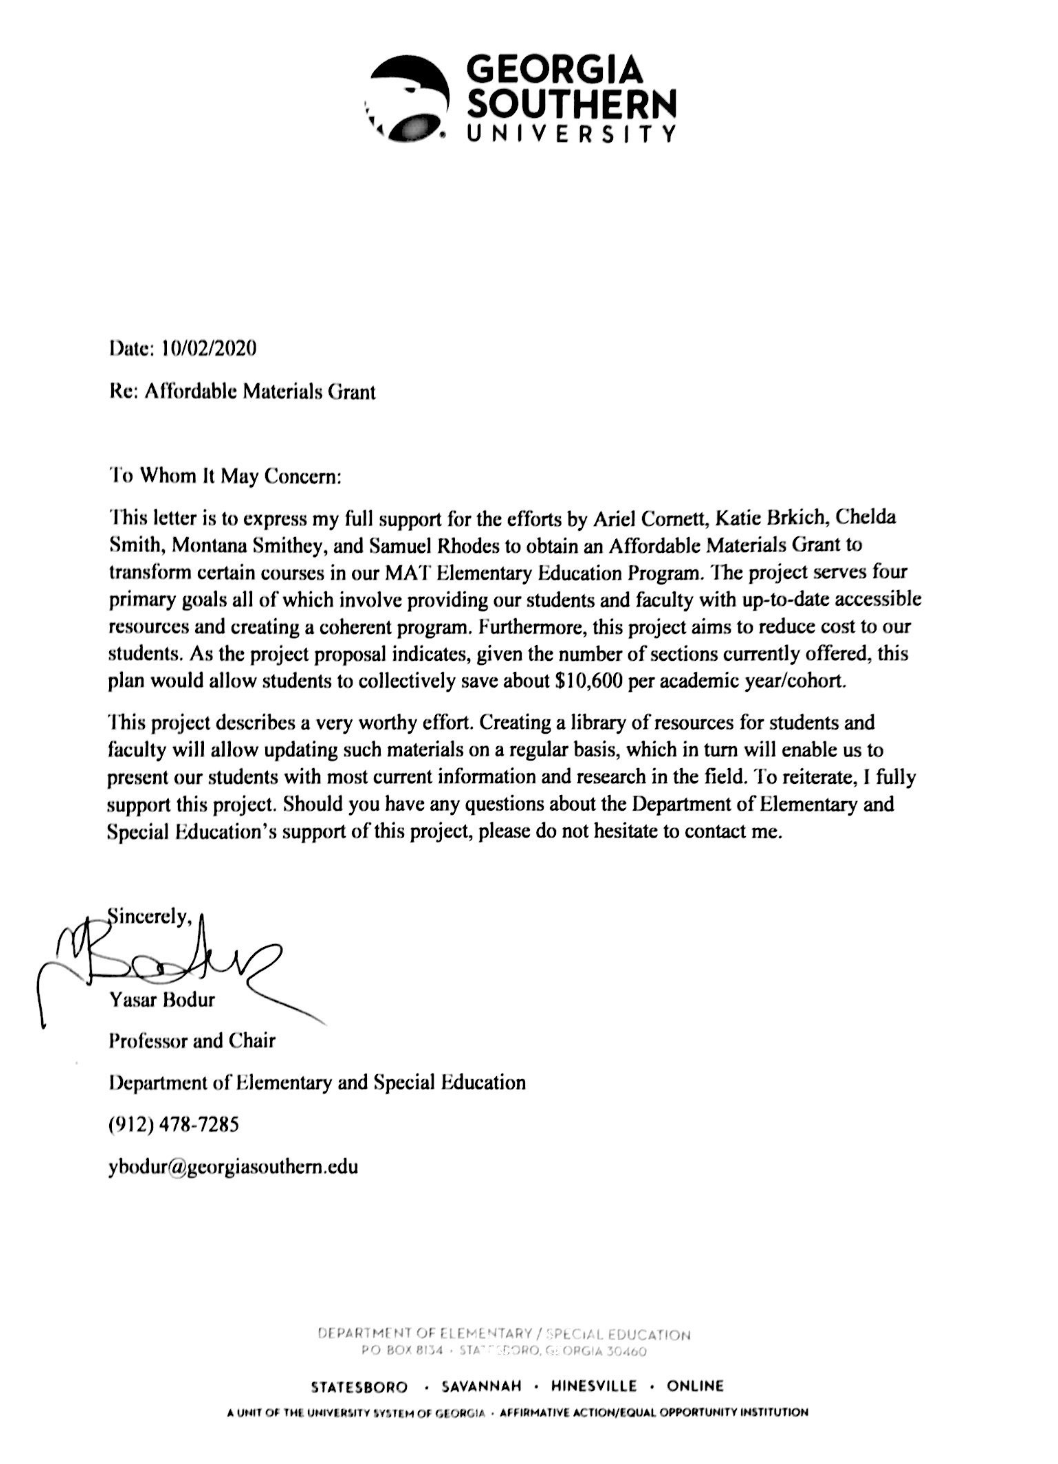 GEORGIA
SOUTHERN
UNIVERSITY
Date: 10/02/2020
Re: Affordable Materials Grant
To Whom It May Concern:
This letter is to express my full support for the efforts by Ariel Cornett, Katie Brkich, Chelda
Smith, Montana Smithey, and Samuel Rhodes to obtain an Affordable Materials Grant to
transform certain courses in our MAT Elementary Education Program. The project serves four
primary goals all of which involve providing our students and faculty with up-to-date accessible
resources and creating a coherent program. Furthermore, this project aims to reduce cost to our
students. As the project proposal indicates, given the number of sections currently offered, this
plan would allow students to collectively save about $10,600 per academic year/cohort.
This project describes a very worthy effort. Creating a library of resources for students and
faculty will allow updating such materials on a regular basis, which in turn will enable us to
present our students with most current information and research in the field. To reiterate, I fully
support this project. Should you have any questions about the Department of Elementary and
Special Education's support of this project, please do not hesitate to contact me.
Sincerely,
Yasar Bodur
Professor and Chair
Department of Elementary and Special Education
(912) 478-7285
ybodur@georgiasouthern.edu
DEPARTMENT OF ELEMENTARY / SPECIAL EDUCATION
PO BOX 8134 · STATESBORO, GEORGIA 30460
STATESBORO · SAVANNAH · HINESVILLE · ONLINE
A UNIT OF THE UNIVERSITY SYSTEM OF GEORGIA · AFFIRMATIVE ACTION/EQUAL OPPORTUNITY INSTITUTION